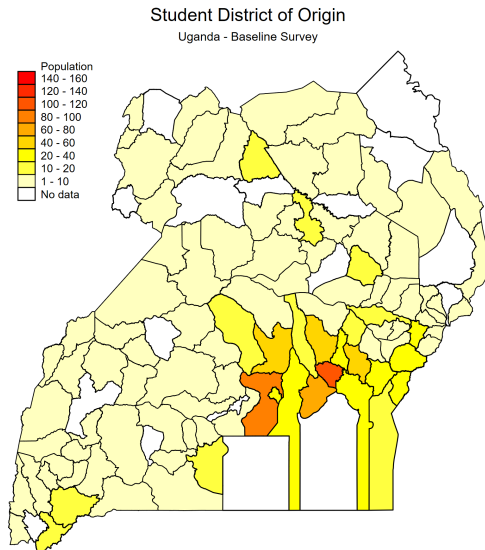 Student District of Origin
Uganda - Baseline Survey
Population
140 - 160
120 - 140
100 - 120
80 - 100
60 - 80
40 - 60
20 - 40
10 - 20
1 - 10
No data